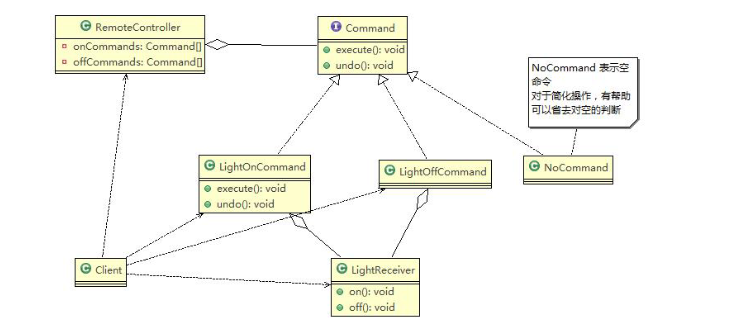 RemoteController
onCommands: Command[]
offCommands: Command[]
Command
execute(): void
undo(): void
NoCommand 表示空
命令
对于简化操作，有帮助
可以省去对空的判断
LightOnCommand
execute(): void
undo(): void
LightOffCommand
NoCommand
Client
LightReceiver
on(): void
off(): void